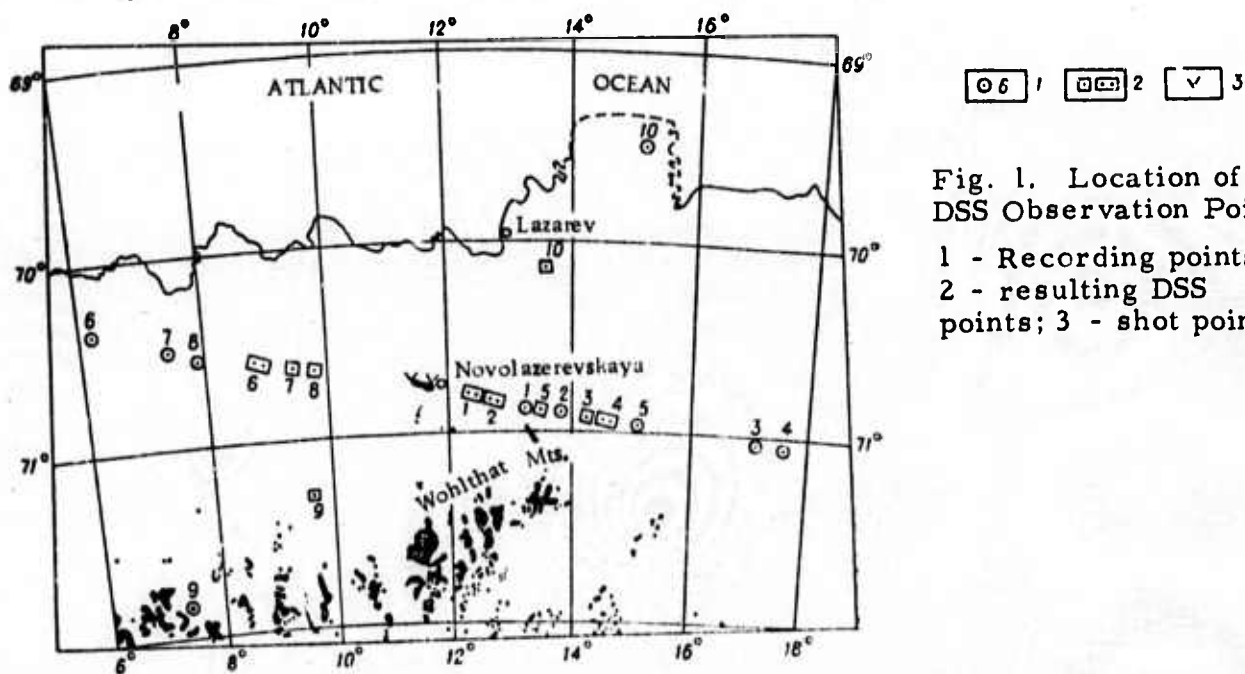 8° 10° 12° 14° 16°
69° 69°
ATLANTIC OCEAN
10
Lazarev
10
70° 70°
6 7 8
6 7 8
Novolazerevskaya
1 2 1 5 2 3 4 5
3 4
71° 71°
Wohlthat Mts.
9
9
6° 8° 10° 12° 14° 16° 18°
6 1 2 3
Fig. 1. Location of
DSS Observation Poi
1 - Recording points
2 - resulting DSS
points; 3 - shot poin